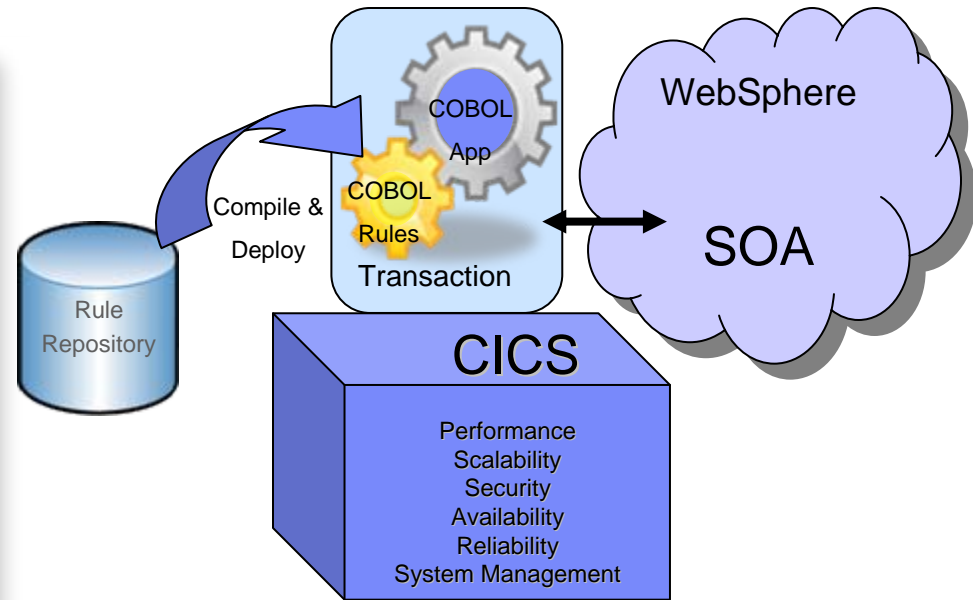 Rule
Repository
Compile &
Deploy
COBOL
App
COBOL
Rules
Transaction
WebSphere
SOA
CICS
Performance
Scalability
Security
Availability
Reliability
System Management